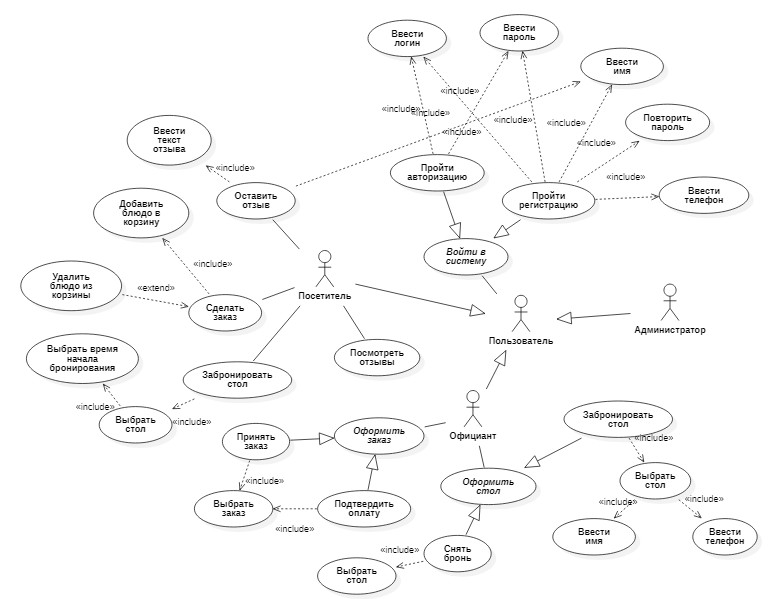 Ввести
логин
Ввести
пароль
Ввести
имя
«include»
«include»
«include»
«include»
«include»
«include»
Повторить
пароль
«include»
«include»
Ввести
текст
отзыва
«include»
Пройти
авторизацию
Пройти
регистрацию
Ввести
телефон
Оставить
отзыв
Добавить
блюдо в
корзину
Войти в
систему
«include»
Удалить
блюдо из
корзины
«extend»
Посетитель
Сделать
заказ
Пользователь
Администратор
Выбрать время
начала
бронирования
Посмотреть
отзывы
Забронировать
стол
«include»
Выбрать
стол
«include»
Принять
заказ
Оформить
заказ
Официант
Забронировать
стол
«include»
«include»
Выбрать
стол
Оформить
стол
Выбрать
заказ
Подтвердить
оплату
«include»
«include»
«include»
Ввести
имя
Ввести
телефон
«include»
Снять
бронь
Выбрать
стол